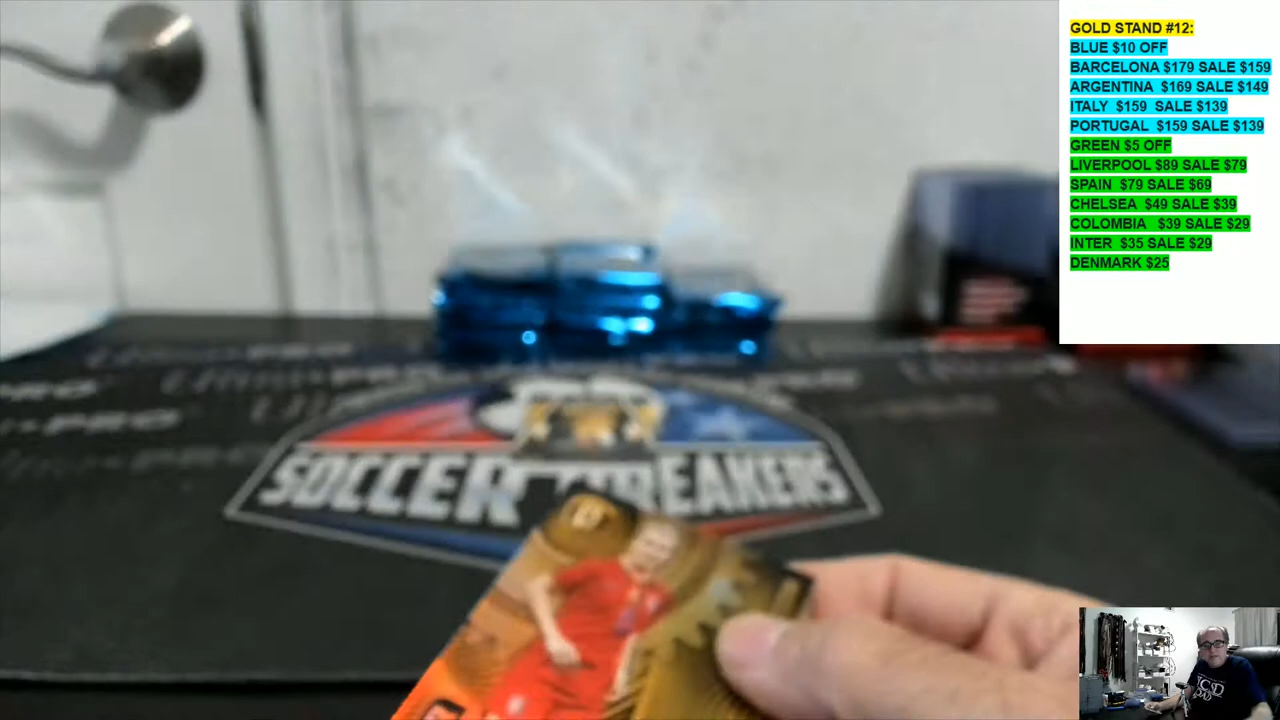 GOLD STAND #12:
BLUE $10 OFF
BARCELONA $179 SALE $159
ARGENTINA $169 SALE $149
ITALY $159 SALE $139
PORTUGAL $159 SALE $139
GREEN $5 OFF
LIVERPOOL $89 SALE $79
SPAIN $79 SALE $69
CHELSEA $49 SALE $39
COLOMBIA $39 SALE $29
INTER $35 SALE $29
DENMARK $25
PRO
PRO
SOCCER BREAKERS